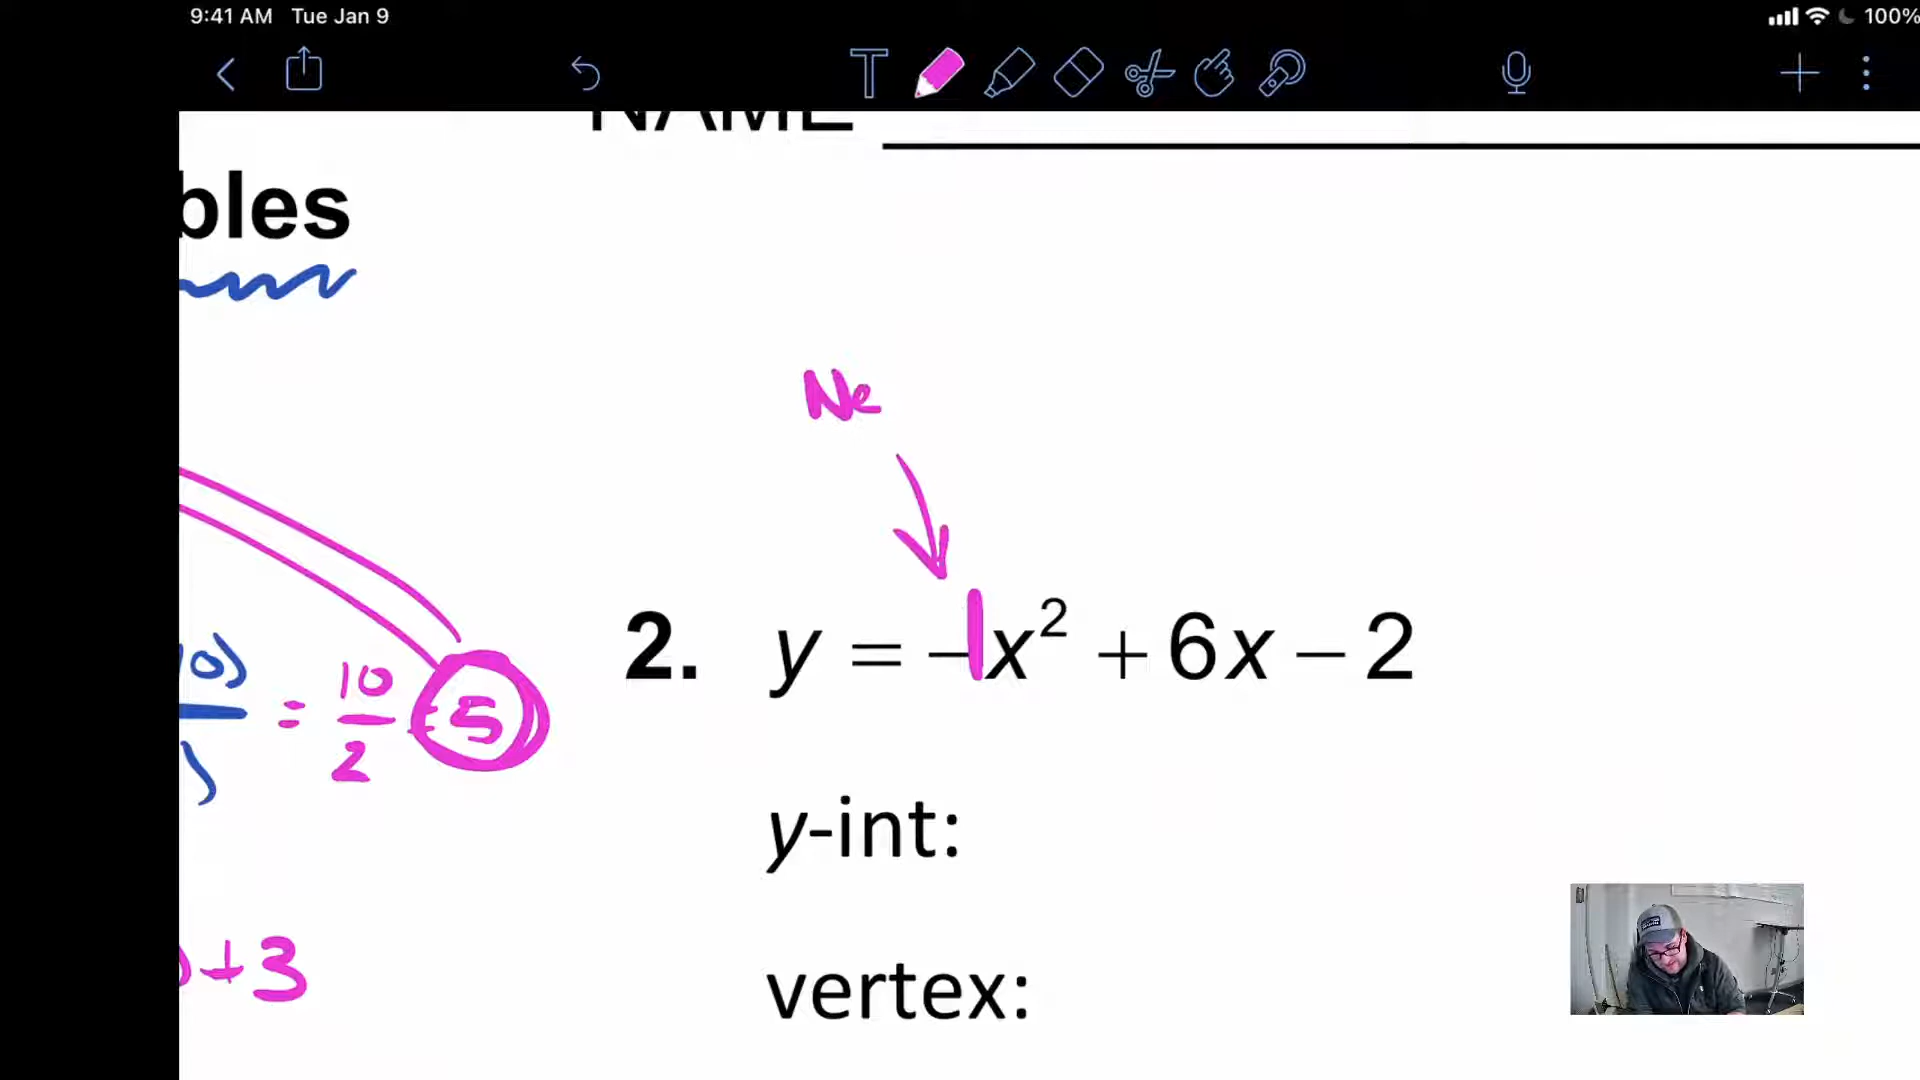 9:41 AM Tue Jan 9
100%
NAME
bles
Ne
10) = 10/2 = 5
2. y = -1x² + 6x - 2
y-int:
)+3
vertex: